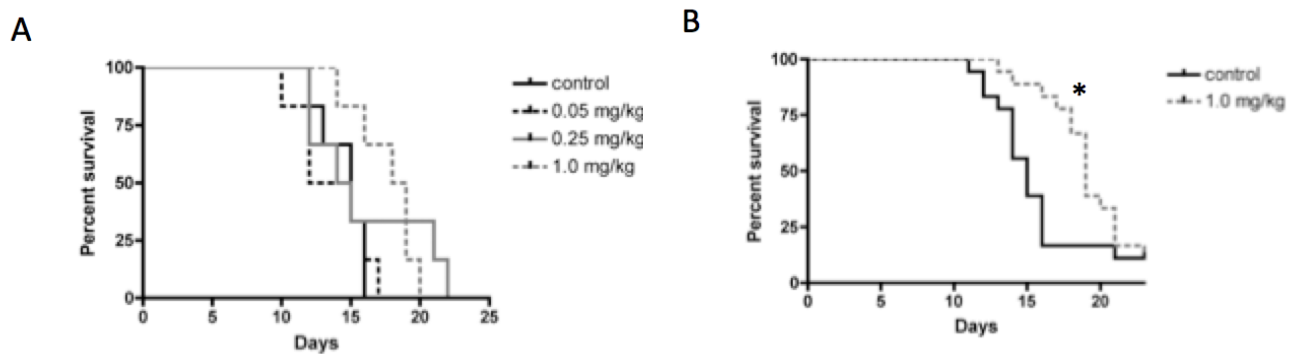 A
Percent survival
100
75
50
25
0
0 5 10 15 20 25
Days
control
0.05 mg/kg
0.25 mg/kg
1.0 mg/kg
B
Percent survival
100
75
50
25
0
0 5 10 15 20
Days
*
control
1.0 mg/kg